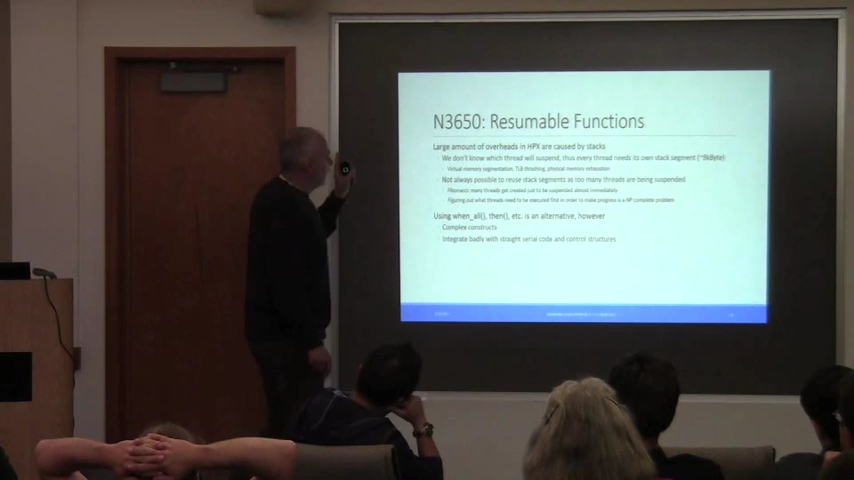 N3650: Resumable Functions
Large amount of overheads in HPX are caused by stacks
We don't know which thread will suspend, thus every thread needs its own stack segment (~8kByte)
Virtual memory segmentation, TLB thrashing, physical memory exhaustion
Not always possible to reuse stack segments as too many threads are being suspended
Fibonacci: many threads get created just to be suspended almost immediately
Figuring out what threads need to be executed first in order to make progress is a NP complete problem
Using when_all(), then(), etc. is an alternative, however
Complex constructs
Integrate badly with straight serial code and control structures